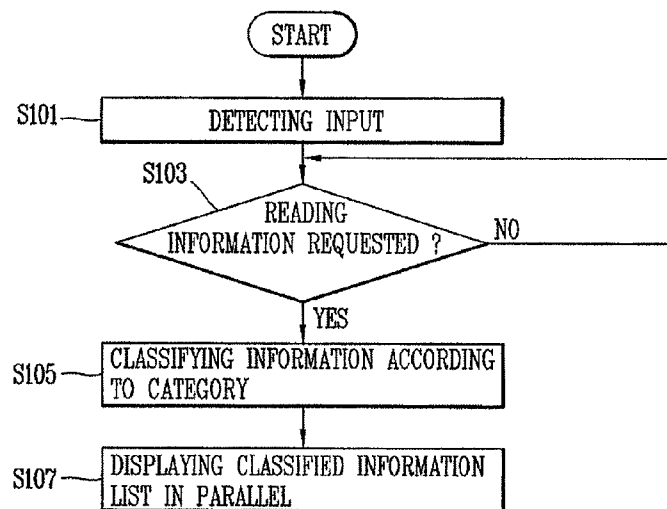 START
S101
DETECTING INPUT
S103
READING
INFORMATION REQUESTED ?
NO
YES
S105
CLASSIFYING INFORMATION ACCORDING
TO CATEGORY
S107
DISPLAYING CLASSIFIED INFORMATION
LIST IN PARALLEL